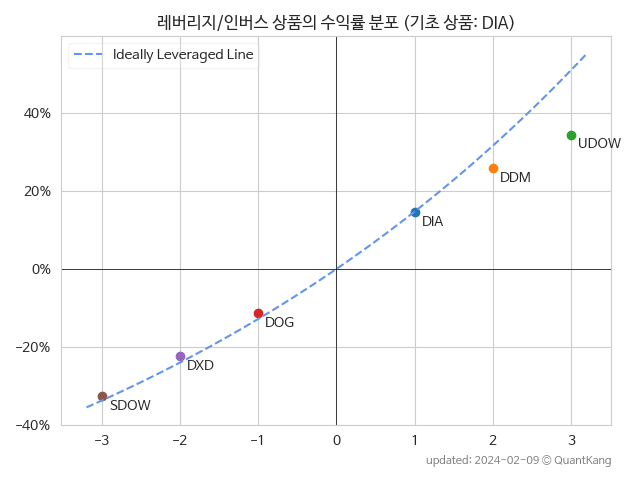 레버리지/인버스 상품의 수익률 분포 (기초 상품: DIA)
Ideally Leveraged Line
40%
20%
0%
−20%
−40%
UDOW
DDM
DIA
DOG
DXD
SDOW
−3 −2 −1 0 1 2 3
updated: 2024-02-09 © QuantKang